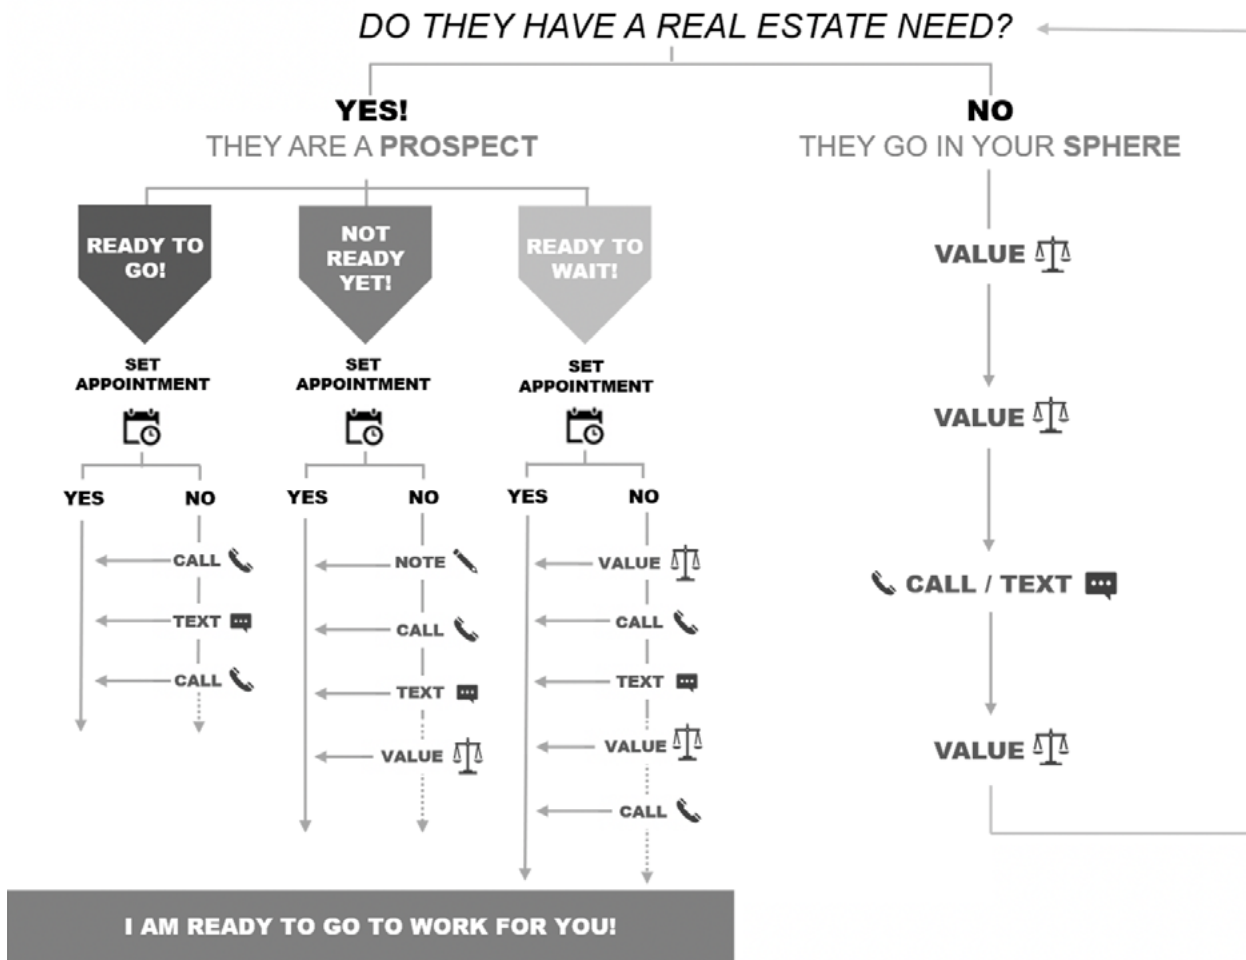 DO THEY HAVE A REAL ESTATE NEED?
YES!
THEY ARE A PROSPECT
NO
THEY GO IN YOUR SPHERE
READY TO
GO!
SET
APPOINTMENT
YES
NO
CALL
TEXT
CALL
NOT
READY
YET!
SET
APPOINTMENT
YES
NO
NOTE
CALL
TEXT
VALUE
READY TO
WAIT!
SET
APPOINTMENT
YES
NO
VALUE
CALL
TEXT
VALUE
CALL
VALUE
VALUE
CALL / TEXT
VALUE
I AM READY TO GO TO WORK FOR YOU!